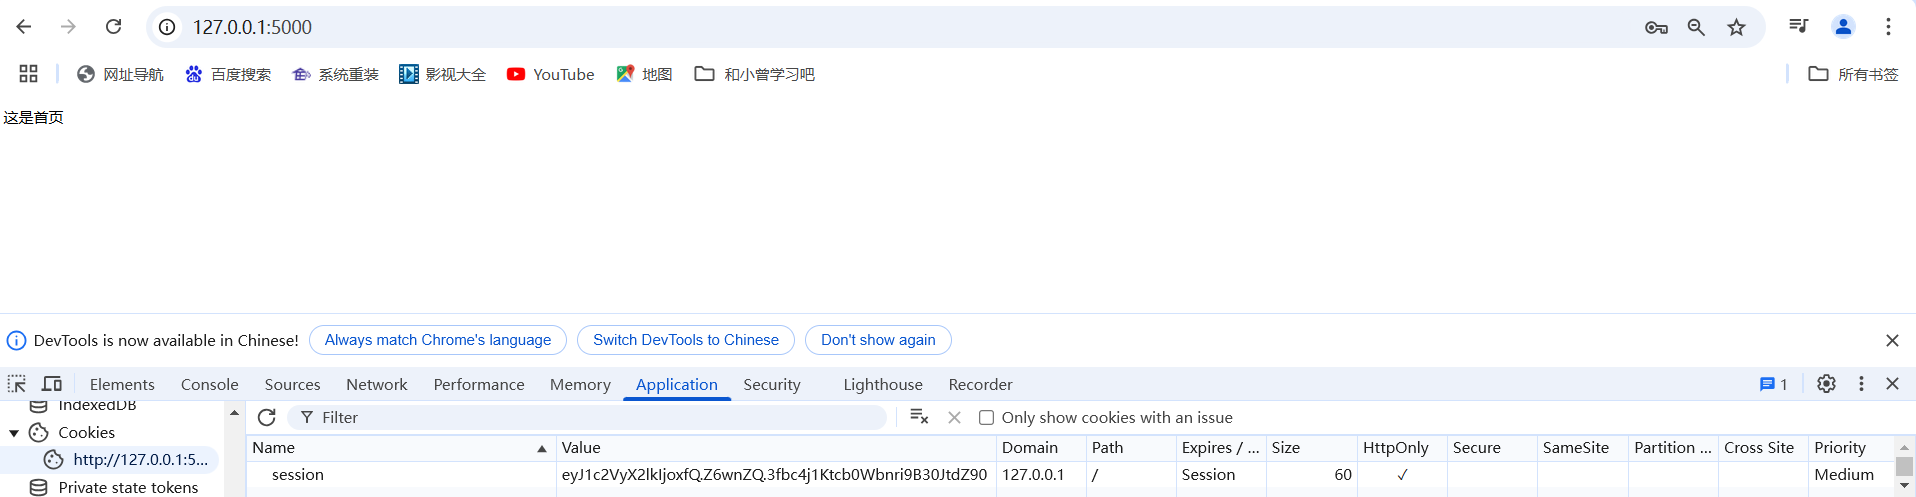 127.0.0.1:5000
网址导航 百度搜索 系统重装 影视大全 YouTube 地图 和小曾学习吧 所有书签
这是首页
DevTools is now available in Chinese! Always match Chrome's language Switch DevTools to Chinese Don't show again
Elements Console Sources Network Performance Memory Application Security Lighthouse Recorder 1
IndexedDB
Filter Only show cookies with an issue
Cookies
http://127.0.0.1:5...
Private state tokens
Name Value Domain Path Expires / ... Size HttpOnly Secure SameSite Partition ... Cross Site Priority
session eyJ1c2VyX2lkIjoxfQ.Z6wnZQ.3fbc4j1Ktcb0Wbnri9B30JtdZ90 127.0.0.1 / Session 60 ✓ Medium